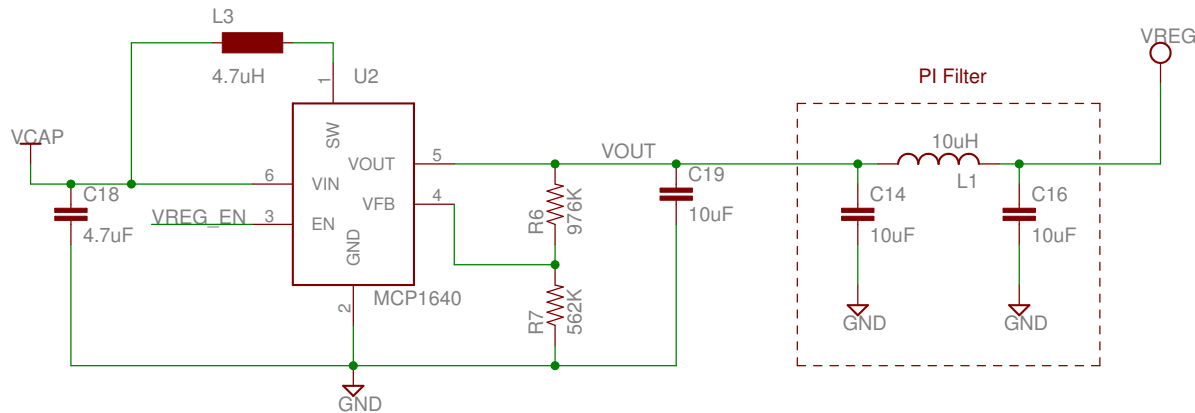 L3
4.7uH
U2
1
VREG
PI Filter
VCAP
SW
VOUT
5
VOUT
10uH
L1
C18
4.7uF
6
VIN
VFB
4
C19
10uF
C14
10uF
C16
10uF
VREG_EN
3
EN
GND
R6
976K
2
MCP1640
R7
562K
GND
GND
GND